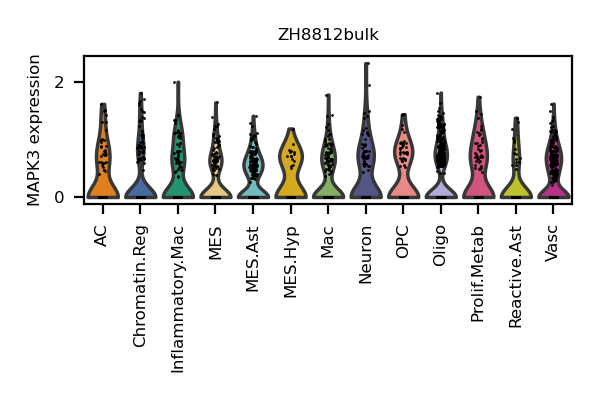 ZH8812bulk
MAPK3 expression
2
0
AC
Chromatin.Reg
Inflammatory.Mac
MES
MES.Ast
MES.Hyp
Mac
Neuron
OPC
Oligo
Prolif.Metab
Reactive.Ast
Vasc